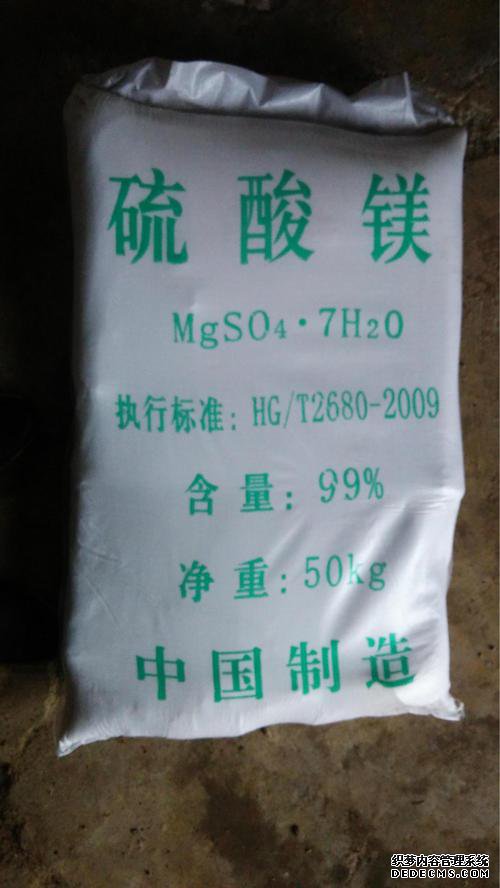 硫酸镁
MgSO4·7H2O
执行标准: HG/T2680-2009
含量: 99%
净重: 50kg
中国制造
织梦内容管理系统
DEDECMS.COM